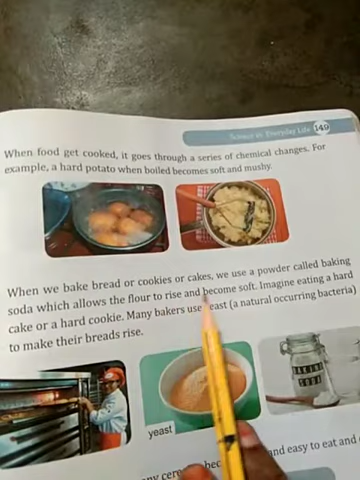 Science in Everyday Life 149
When food get cooked, it goes through a series of chemical changes. For
example, a hard potato when boiled becomes soft and mushy.
When we bake bread or cookies or cakes, we use a powder called baking
soda which allows the flour to rise and become soft. Imagine eating a hard
cake or a hard cookie. Many bakers use yeast (a natural occurring bacteria)
to make their breads rise.
BAKING
SODA
yeast
and easy to eat and